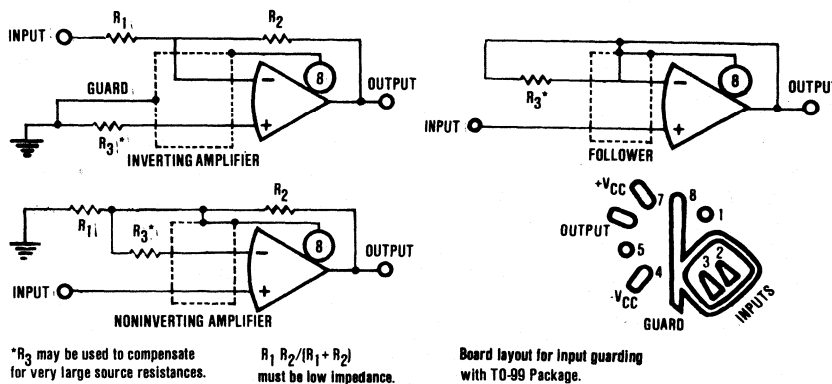 R1
R2
INPUT
8
OUTPUT
GUARD
−
+
R3*
INVERTING AMPLIFIER
8
OUTPUT
R3*
−
+
INPUT
FOLLOWER
R1
R2
R3*
8
OUTPUT
−
+
INPUT
NONINVERTING AMPLIFIER
+VCC
7
8
1
OUTPUT
5
3 2
4
-VCC
GUARD
INPUTS
*R3 may be used to compensate
for very large source resistances.
R1 R2/(R1 + R2)
must be low impedance.
Board layout for input guarding
with TO-99 Package.